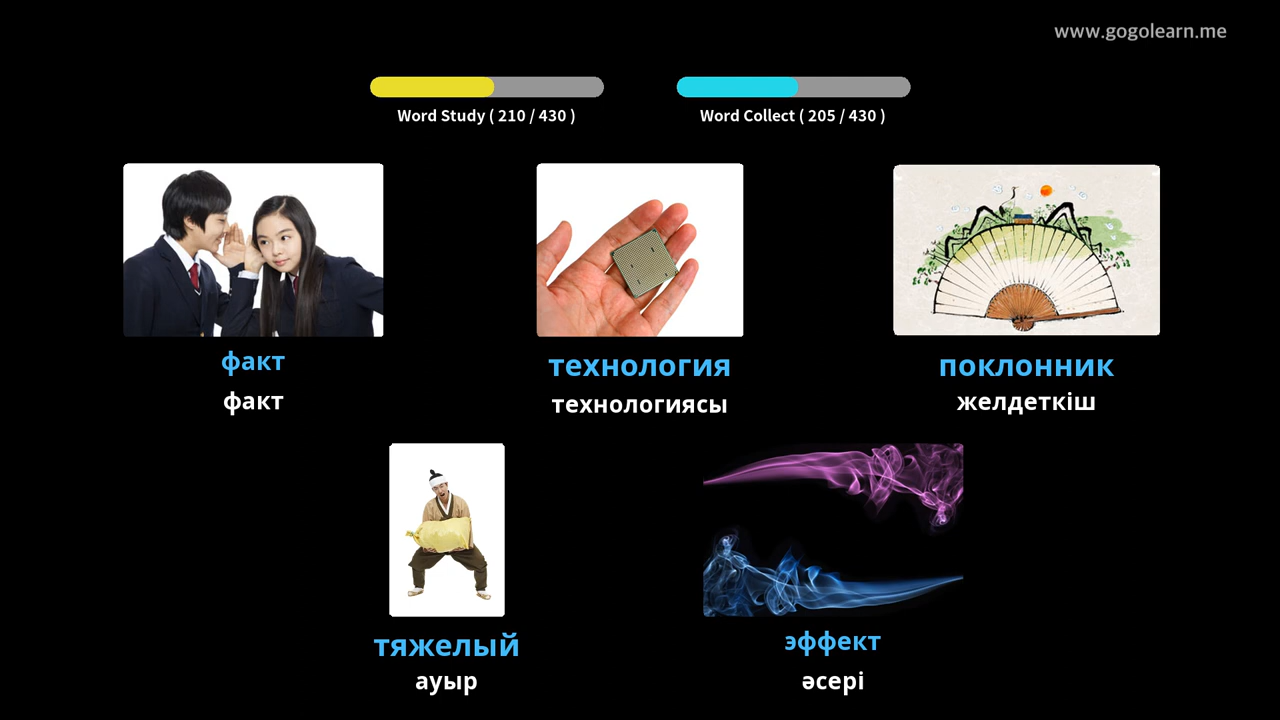 www.gogolearn.me
Word Study ( 210 / 430 )
Word Collect ( 205 / 430 )
факт
факт
технология
технологиясы
поклонник
желдеткіш
тяжелый
ауыр
эффект
әсері